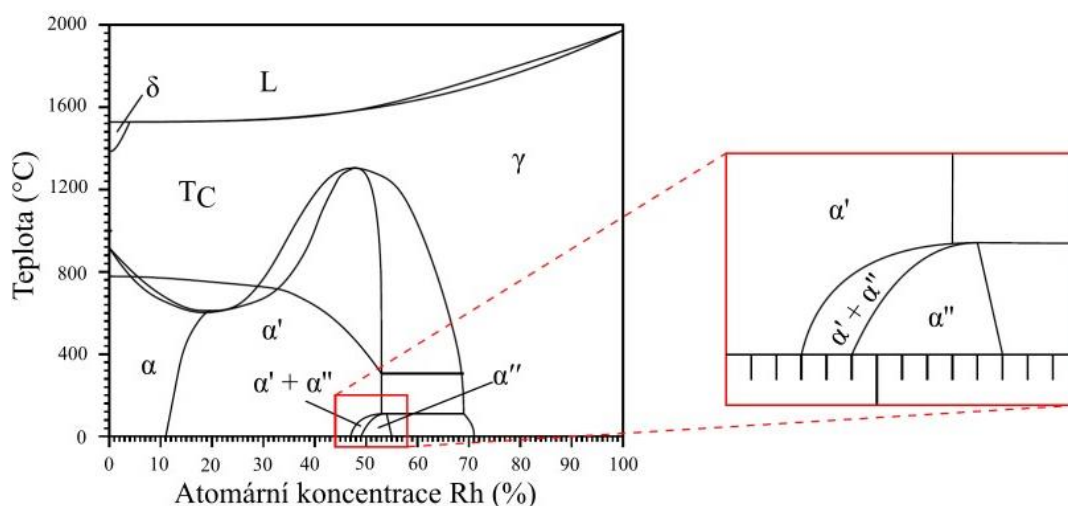 2000
1600
1200
800
400
0
Teplota (°C)
δ
L
T_C
γ
α
α'
α' + α"
α"
0 10 20 30 40 50 60 70 80 90 100
Atomární koncentrace Rh (%)
α'
α' + α"
α"